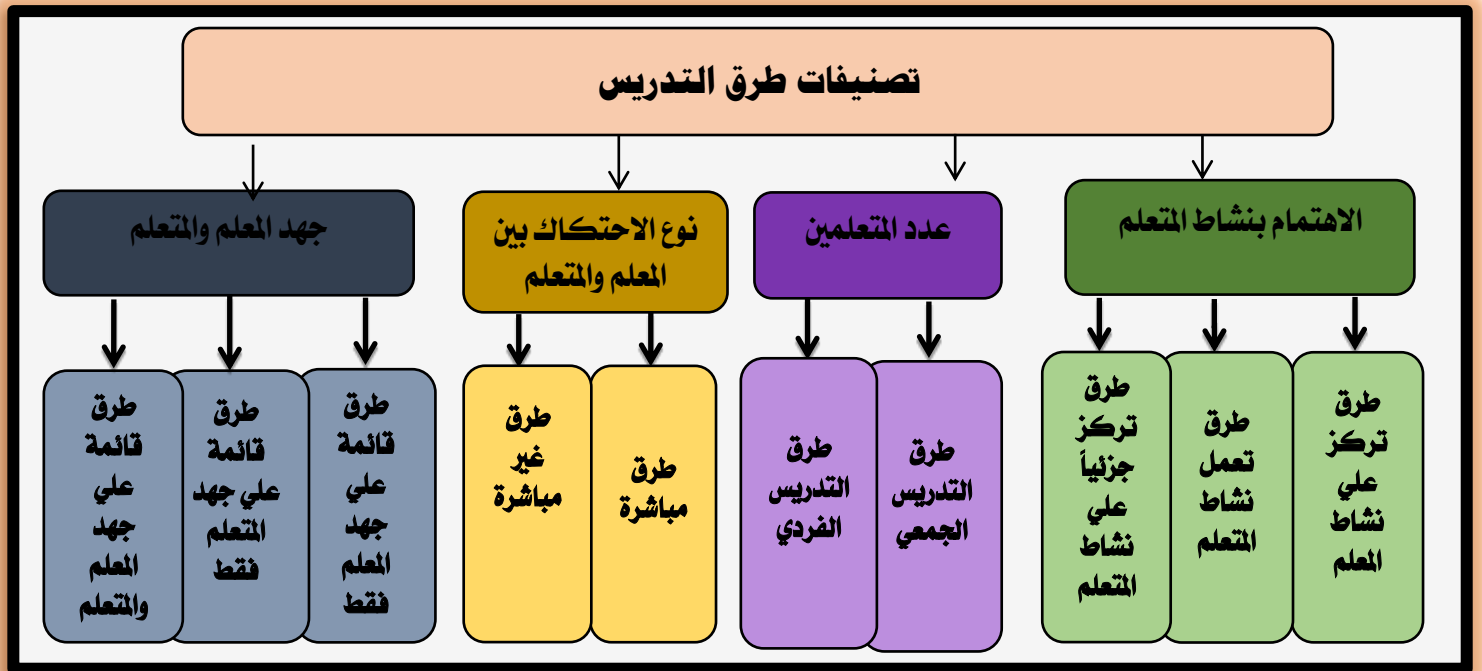 تصنيفات طرق التدريس
الاهتمام بنشاط المتعلم
عدد المتعلمين
نوع الاحتكاك بين
المعلم والمتعلم
جهد المعلم والمتعلم
طرق
تركز
علي
نشاط
المعلم
طرق
تعمل
نشاط
المتعلم
طرق
تركز
جزئياً
علي
نشاط
المتعلم
طرق
التدريس
الجمعي
طرق
التدريس
الفردي
طرق
مباشرة
طرق
غير
مباشرة
طرق
قائمة
علي
جهد
المعلم
فقط
طرق
قائمة
علي جهد
المتعلم
فقط
طرق
قائمة
علي
جهد
المعلم
والمتعلم